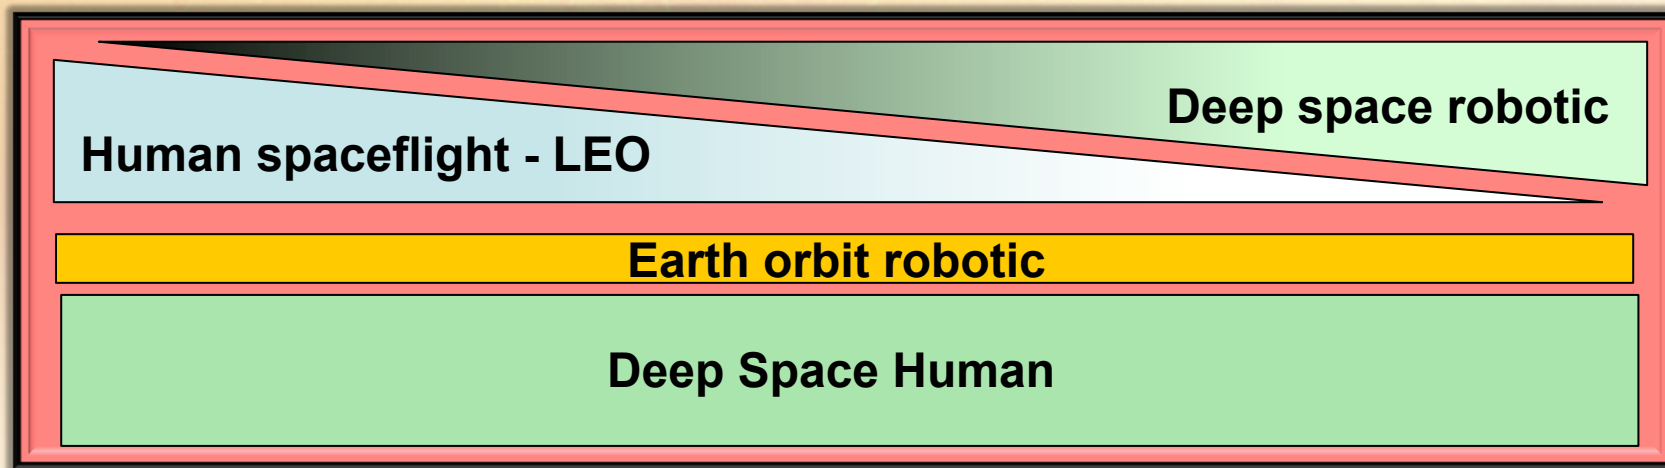 Deep space robotic
Human spaceflight - LEO
Earth orbit robotic
Deep Space Human